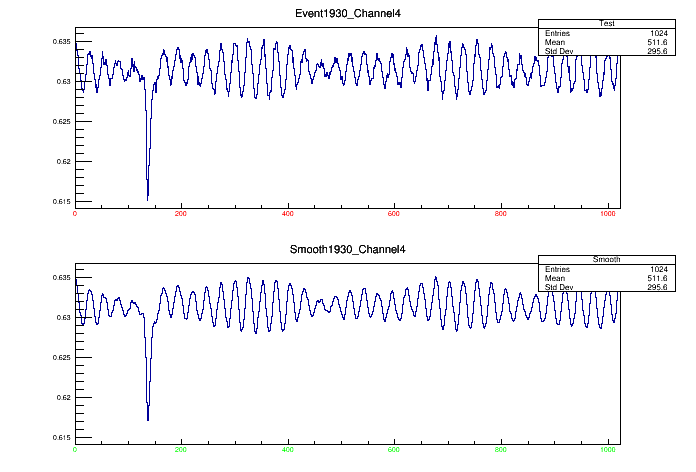 Event1930_Channel4
Test
Entries 1024
Mean 511.6
Std Dev 295.6
0.635
0.63
0.625
0.62
0.615
0 200 400 600 800 1000
Smooth1930_Channel4
Smooth
Entries 1024
Mean 511.6
Std Dev 295.6
0.635
0.63
0.625
0.62
0.615
0 200 400 600 800 1000